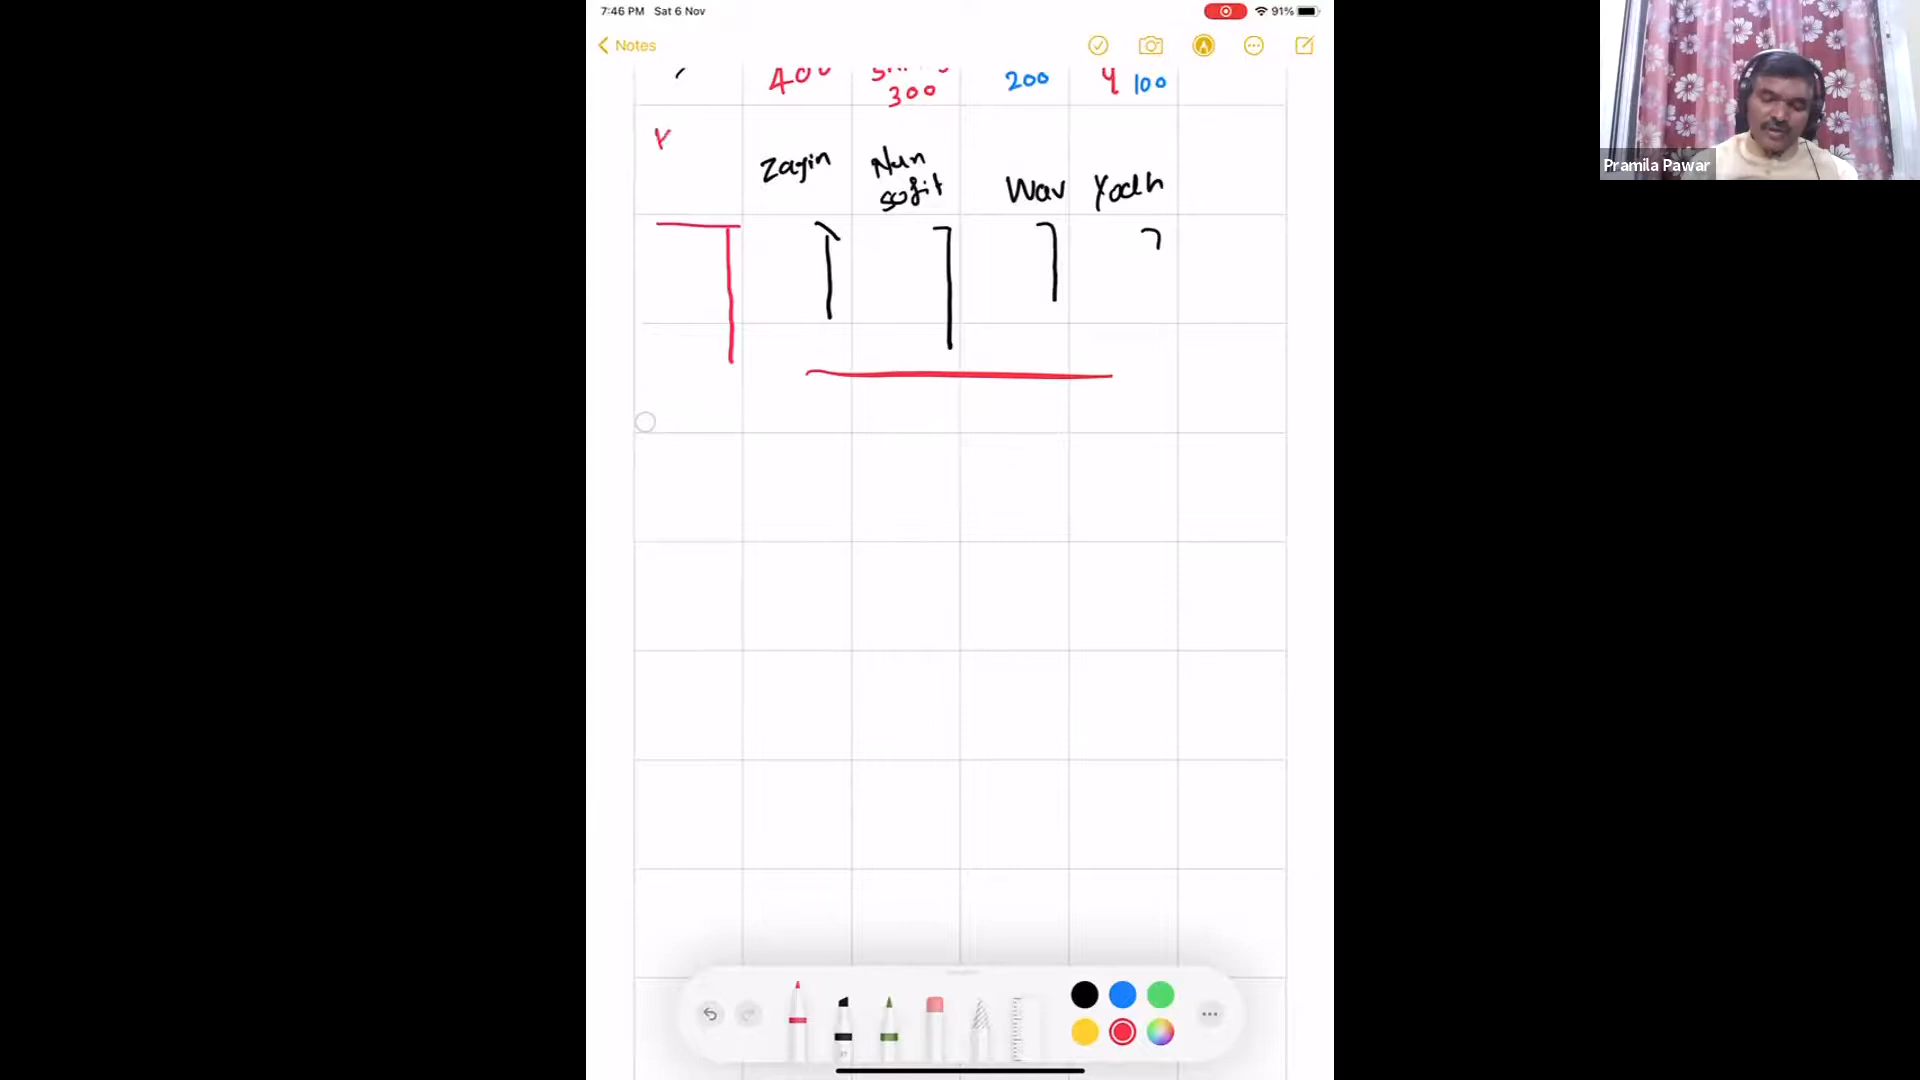 7:46 PM Sat 6 Nov
91%
Notes
400 200 4 100
300
Zayin Nun
sofit Wav Yodh
Pramila Pawar